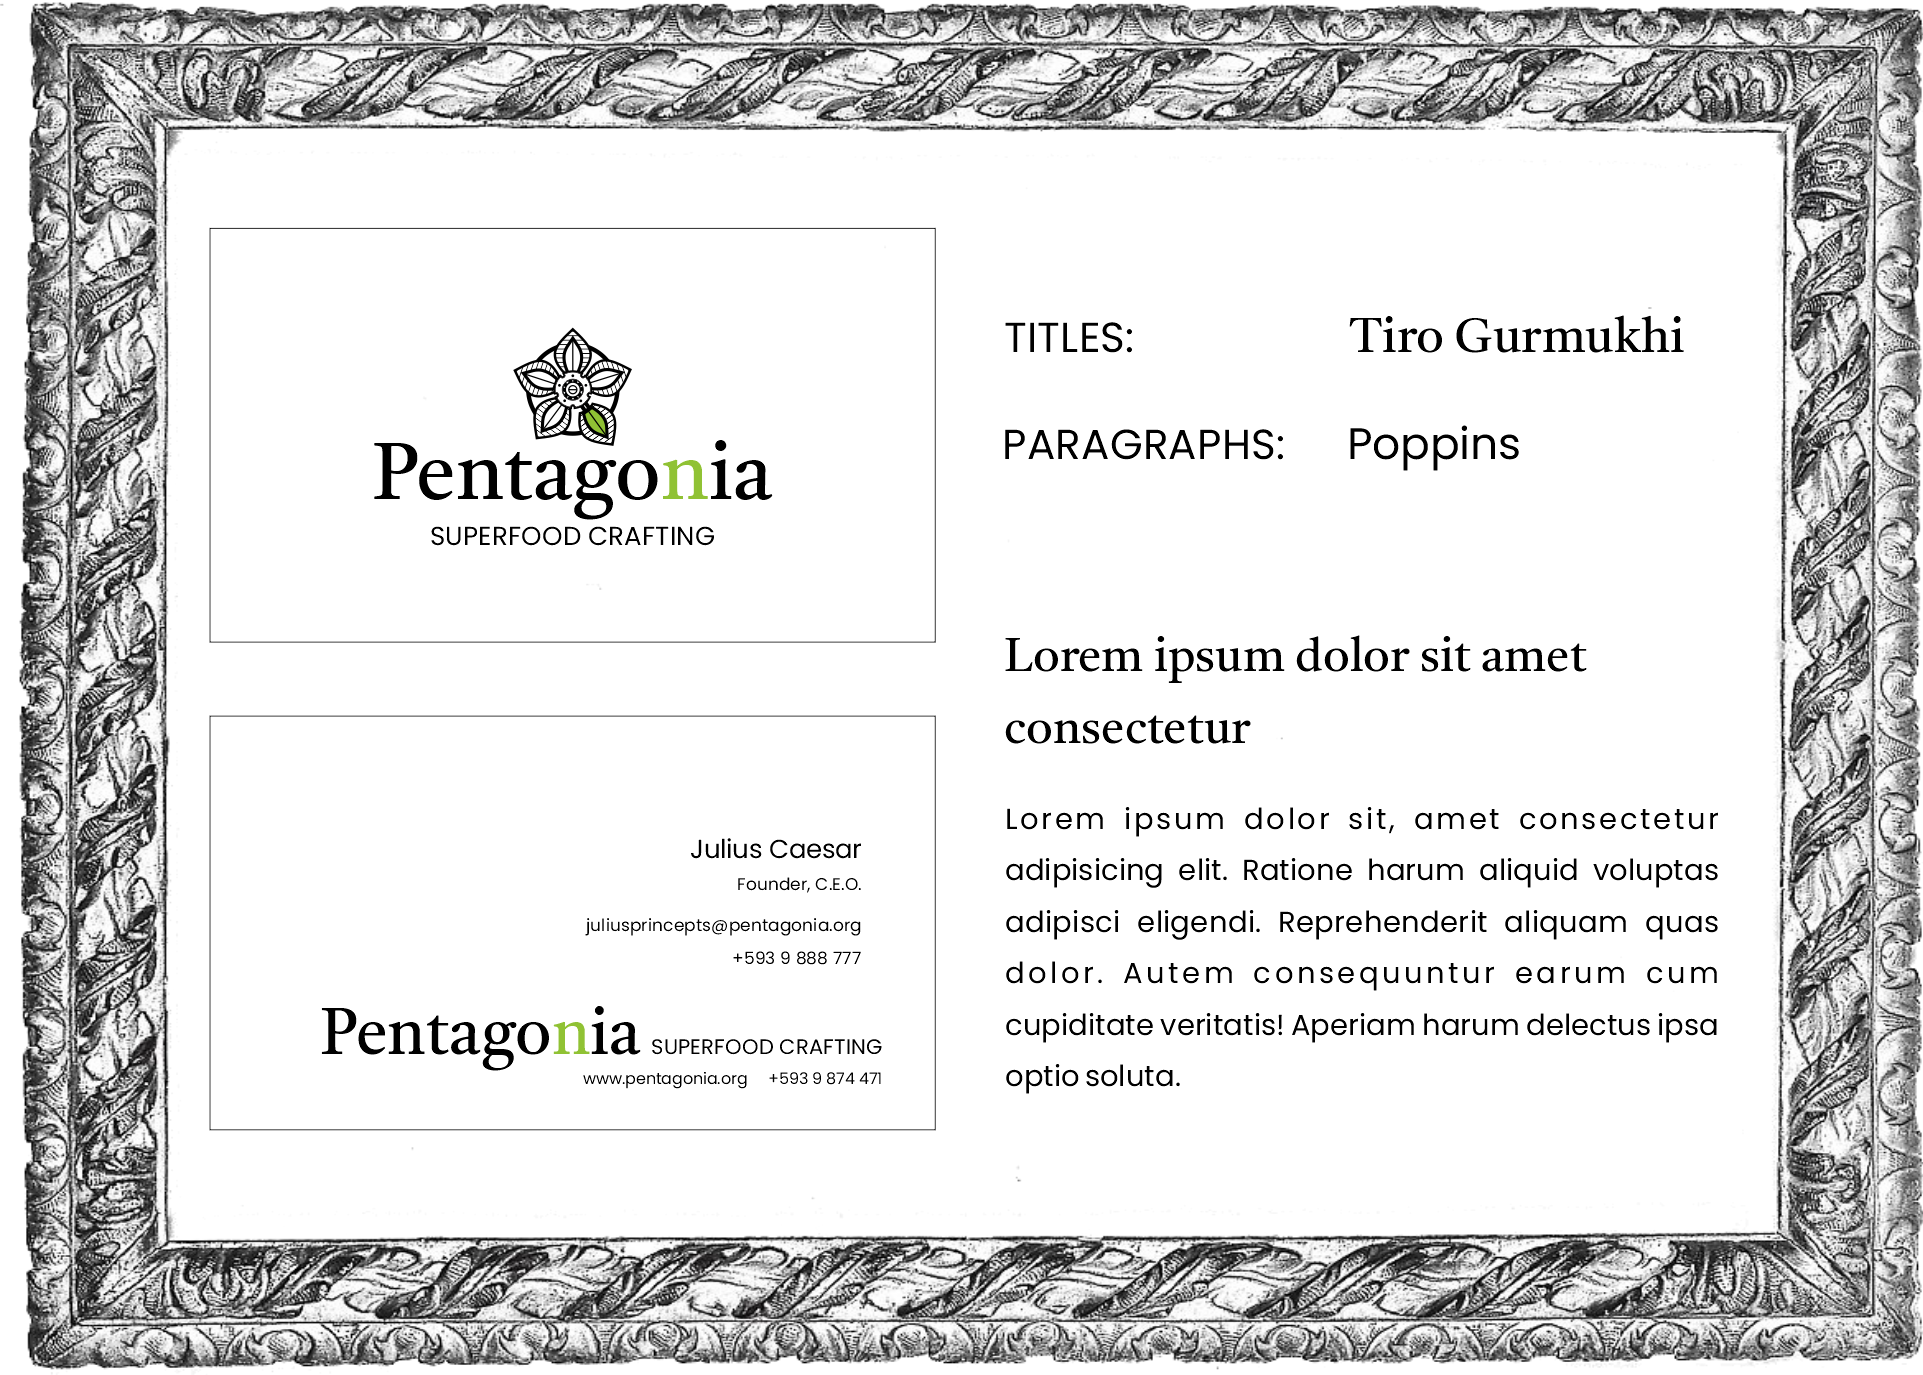 Pentagonia
SUPERFOOD CRAFTING
Julius Caesar
Founder, C.E.O.
juliusprincepts@pentagonia.org
+593 9 888 777
Pentagonia SUPERFOOD CRAFTING
www.pentagonia.org +593 9 874 471
TITLES: Tiro Gurmukhi
PARAGRAPHS: Poppins
Lorem ipsum dolor sit amet
consectetur
Lorem ipsum dolor sit, amet consectetur
adipisicing elit. Ratione harum aliquid voluptas
adipisci eligendi. Reprehenderit aliquam quas
dolor. Autem consequuntur earum cum
cupiditate veritatis! Aperiam harum delectus ipsa
optio soluta.